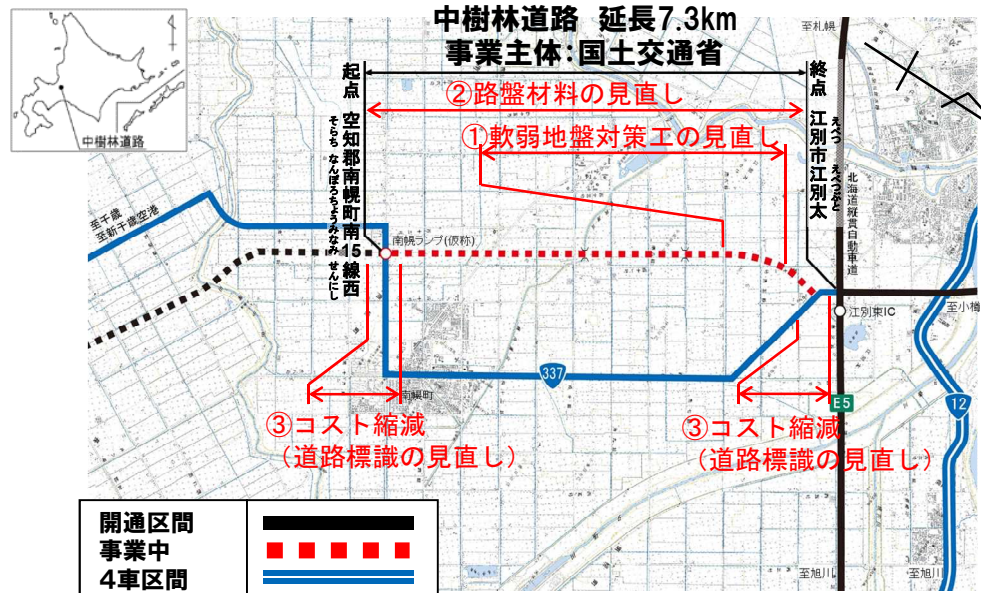 中樹林道路 延長7.3km
事業主体：国土交通省
中樹林道路
至札幌
起点 空知郡南幌町南15線西
そらち なんぽろちょうみなみ せんにし
終点 江別市江別太
えべつ えべつぶと
②路盤材料の見直し
①軟弱地盤対策工の見直し
北海道縦貫自動車道
至千歳
至新千歳空港
南幌ランプ(仮称)
江別東IC
至小樽
337
南幌町
E5
12
③コスト縮減
（道路標識の見直し）
③コスト縮減
（道路標識の見直し）
開通区間
事業中
4車区間
至旭川
至旭川